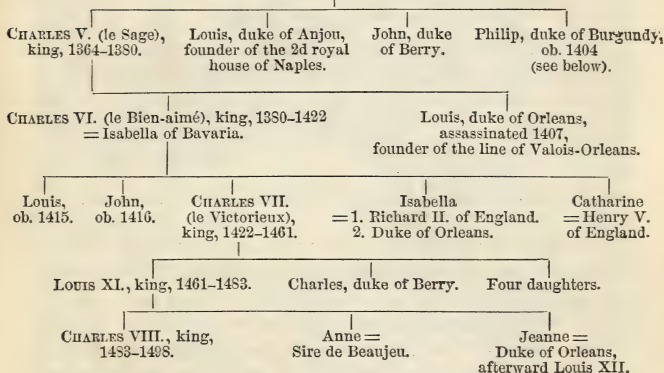 CHARLES V. (le Sage),
king, 1364–1380.
Louis, duke of Anjou,
founder of the 2d royal
house of Naples.
John, duke
of Berry.
Philip, duke of Burgundy,
ob. 1404
(see below).
CHARLES VI. (le Bien-aimé), king, 1380–1422
= Isabella of Bavaria.
Louis, duke of Orleans,
assassinated 1407,
founder of the line of Valois-Orleans.
Louis,
ob. 1415.
John,
ob. 1416.
CHARLES VII.
(le Victorieux),
king, 1422–1461.
Isabella
= 1. Richard II. of England.
2. Duke of Orleans.
Catharine
= Henry V.
of England.
LOUIS XI., king, 1461–1483.
Charles, duke of Berry.
Four daughters.
CHARLES VIII., king,
1483–1498.
Anne =
Sire de Beaujeu.
Jeanne =
Duke of Orleans,
afterward Louis XII.